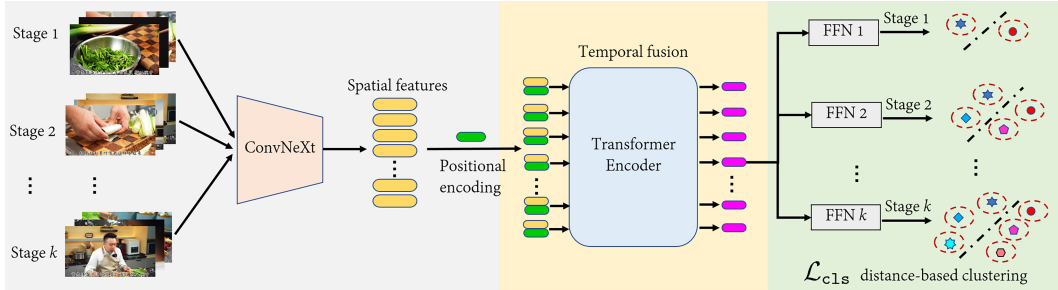 Stage 1
Stage 2
Stage k
ConvNeXt
Spatial features
Positional
encoding
Temporal fusion
Transformer
Encoder
FFN 1
Stage 1
FFN 2
Stage 2
FFN k
Stage k
ℒcls distance-based clustering